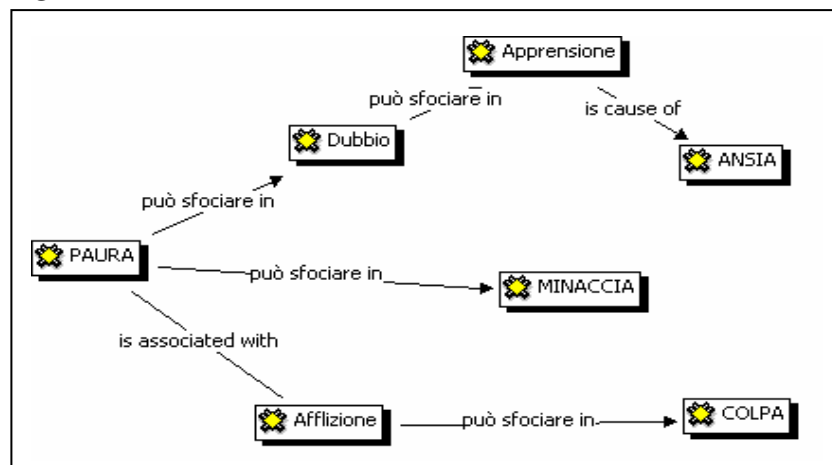 Apprensione
può sfociare in
is cause of
Dubbio
ANSIA
può sfociare in
PAURA
può sfociare in
MINACCIA
is associated with
Afflizione
può sfociare in
COLPA